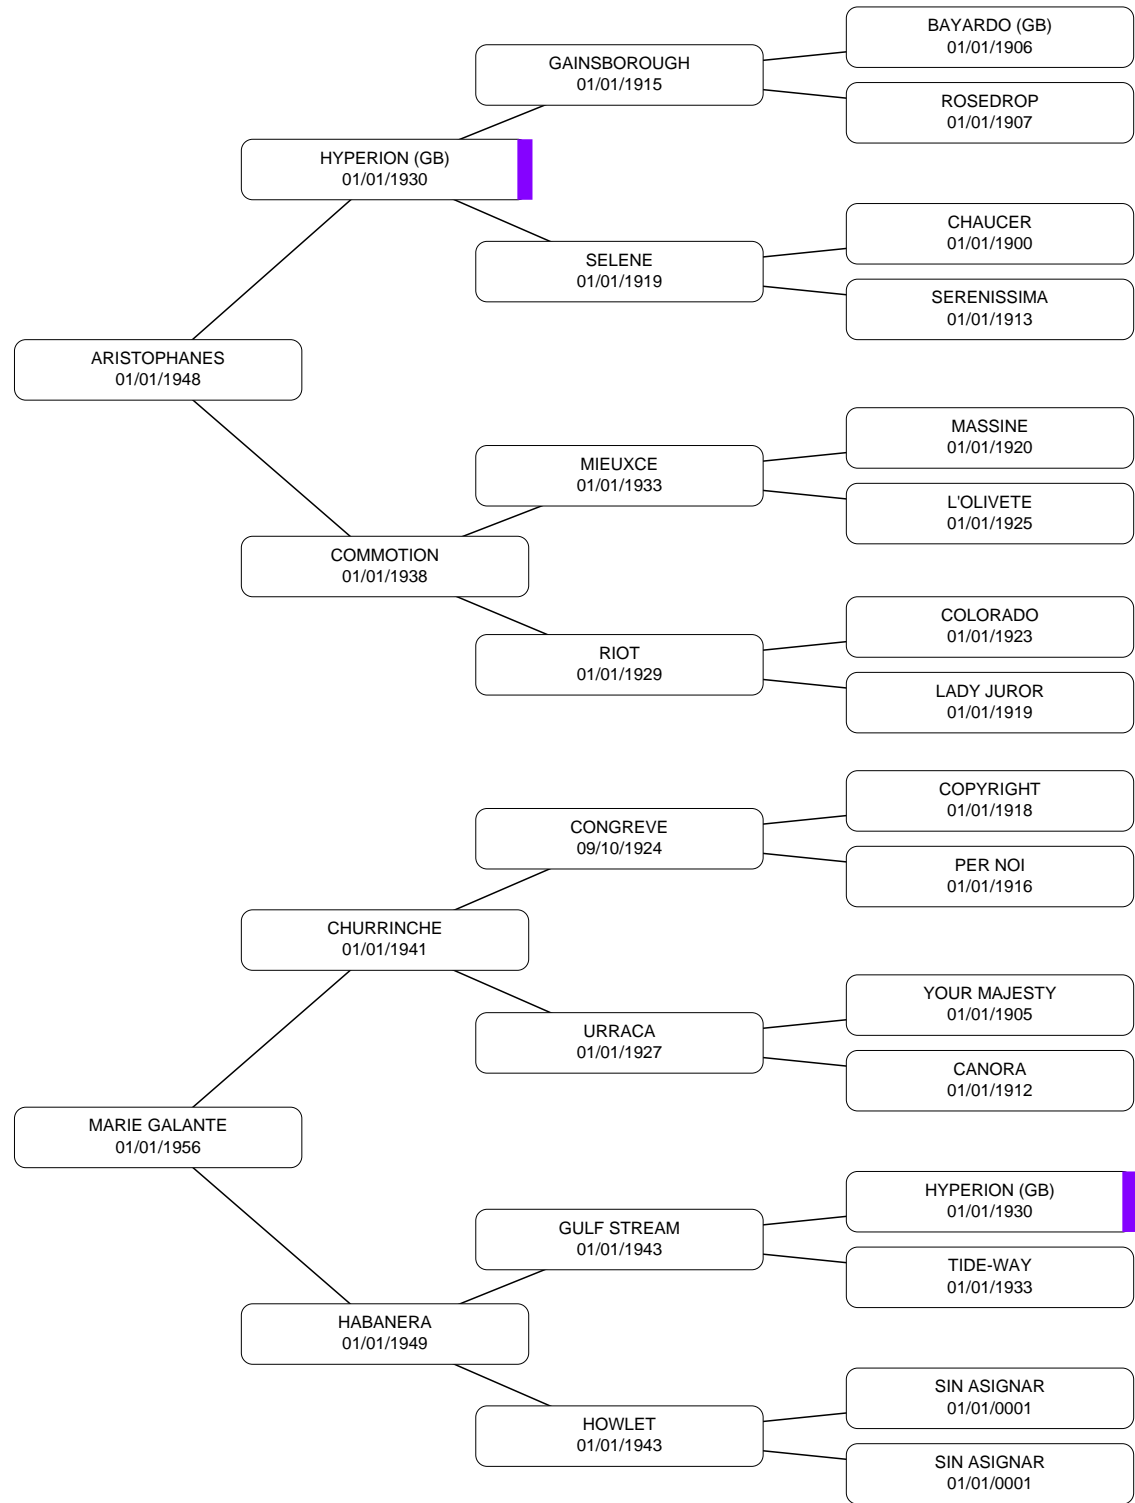 BAYARDO (GB)
01/01/1906
GAINSBOROUGH
01/01/1915
ROSEDROP
01/01/1907
HYPERION (GB)
01/01/1930
CHAUCER
01/01/1900
SELENE
01/01/1919
SERENISSIMA
01/01/1913
ARISTOPHANES
01/01/1948
MASSINE
01/01/1920
MIEUXCE
01/01/1933
L'OLIVETE
01/01/1925
COMMOTION
01/01/1938
COLORADO
01/01/1923
RIOT
01/01/1929
LADY JUROR
01/01/1919
COPYRIGHT
01/01/1918
CONGREVE
09/10/1924
PER NOI
01/01/1916
CHURRINCHE
01/01/1941
YOUR MAJESTY
01/01/1905
URRACA
01/01/1927
CANORA
01/01/1912
MARIE GALANTE
01/01/1956
HYPERION (GB)
01/01/1930
GULF STREAM
01/01/1943
TIDE-WAY
01/01/1933
HABANERA
01/01/1949
SIN ASIGNAR
01/01/0001
HOWLET
01/01/1943
SIN ASIGNAR
01/01/0001